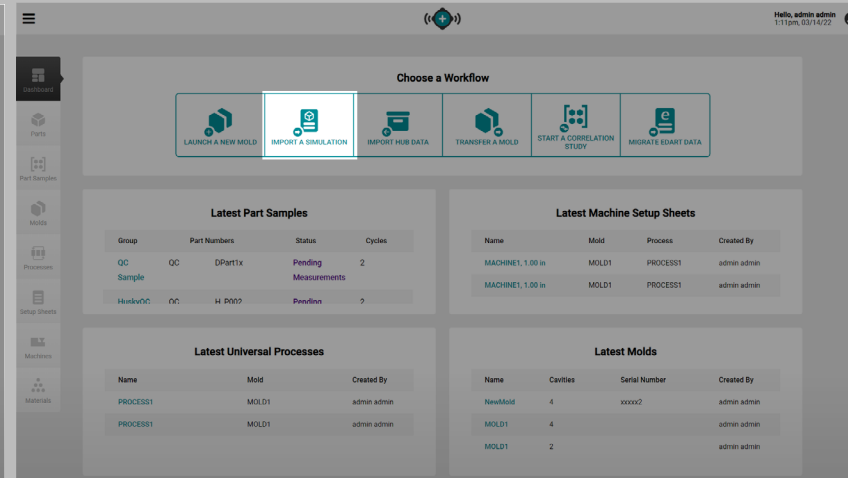 Hello, admin admin
1:11pm, 03/14/22
Dashboard
Parts
Part Samples
Molds
Processes
Setup Sheets
Machines
Materials
Choose a Workflow
LAUNCH A NEW MOLD
IMPORT A SIMULATION
IMPORT HUB DATA
TRANSFER A MOLD
START A CORRELATION
STUDY
MIGRATE EDART DATA
Latest Part Samples
Group Part Numbers Status Cycles
QC QC DPart1x Pending 2
Sample Measurements
HuskyQC QC H_P002 Pending 2
Latest Machine Setup Sheets
Name Mold Process Created By
MACHINE1, 1.00 in MOLD1 PROCESS1 admin admin
MACHINE1, 1.00 in MOLD1 PROCESS1 admin admin
Latest Universal Processes
Name Mold Created By
PROCESS1 MOLD1 admin admin
PROCESS1 MOLD1 admin admin
Latest Molds
Name Cavities Serial Number Created By
NewMold 4 xxxxx2 admin admin
MOLD1 4 admin admin
MOLD1 2 admin admin